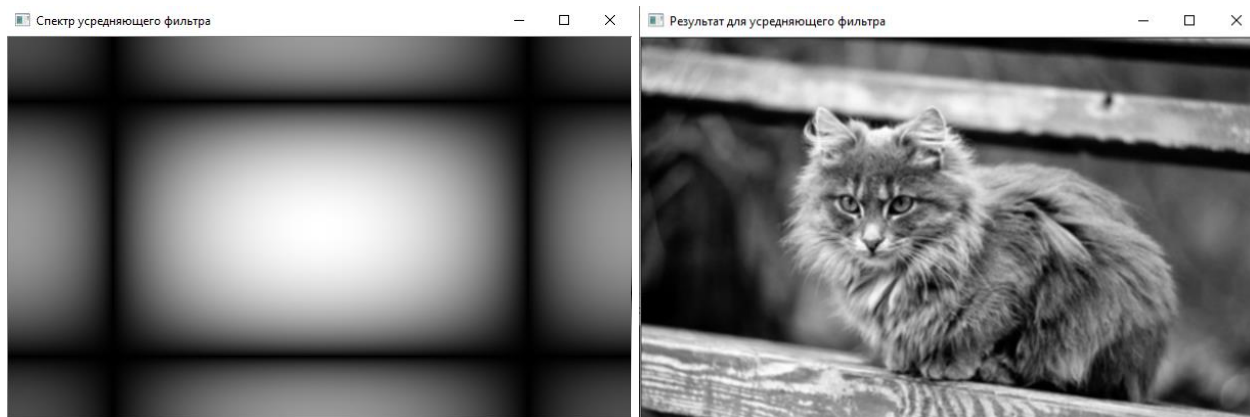 Спектр усредняющего фильтра
Результат для усредняющего фильтра